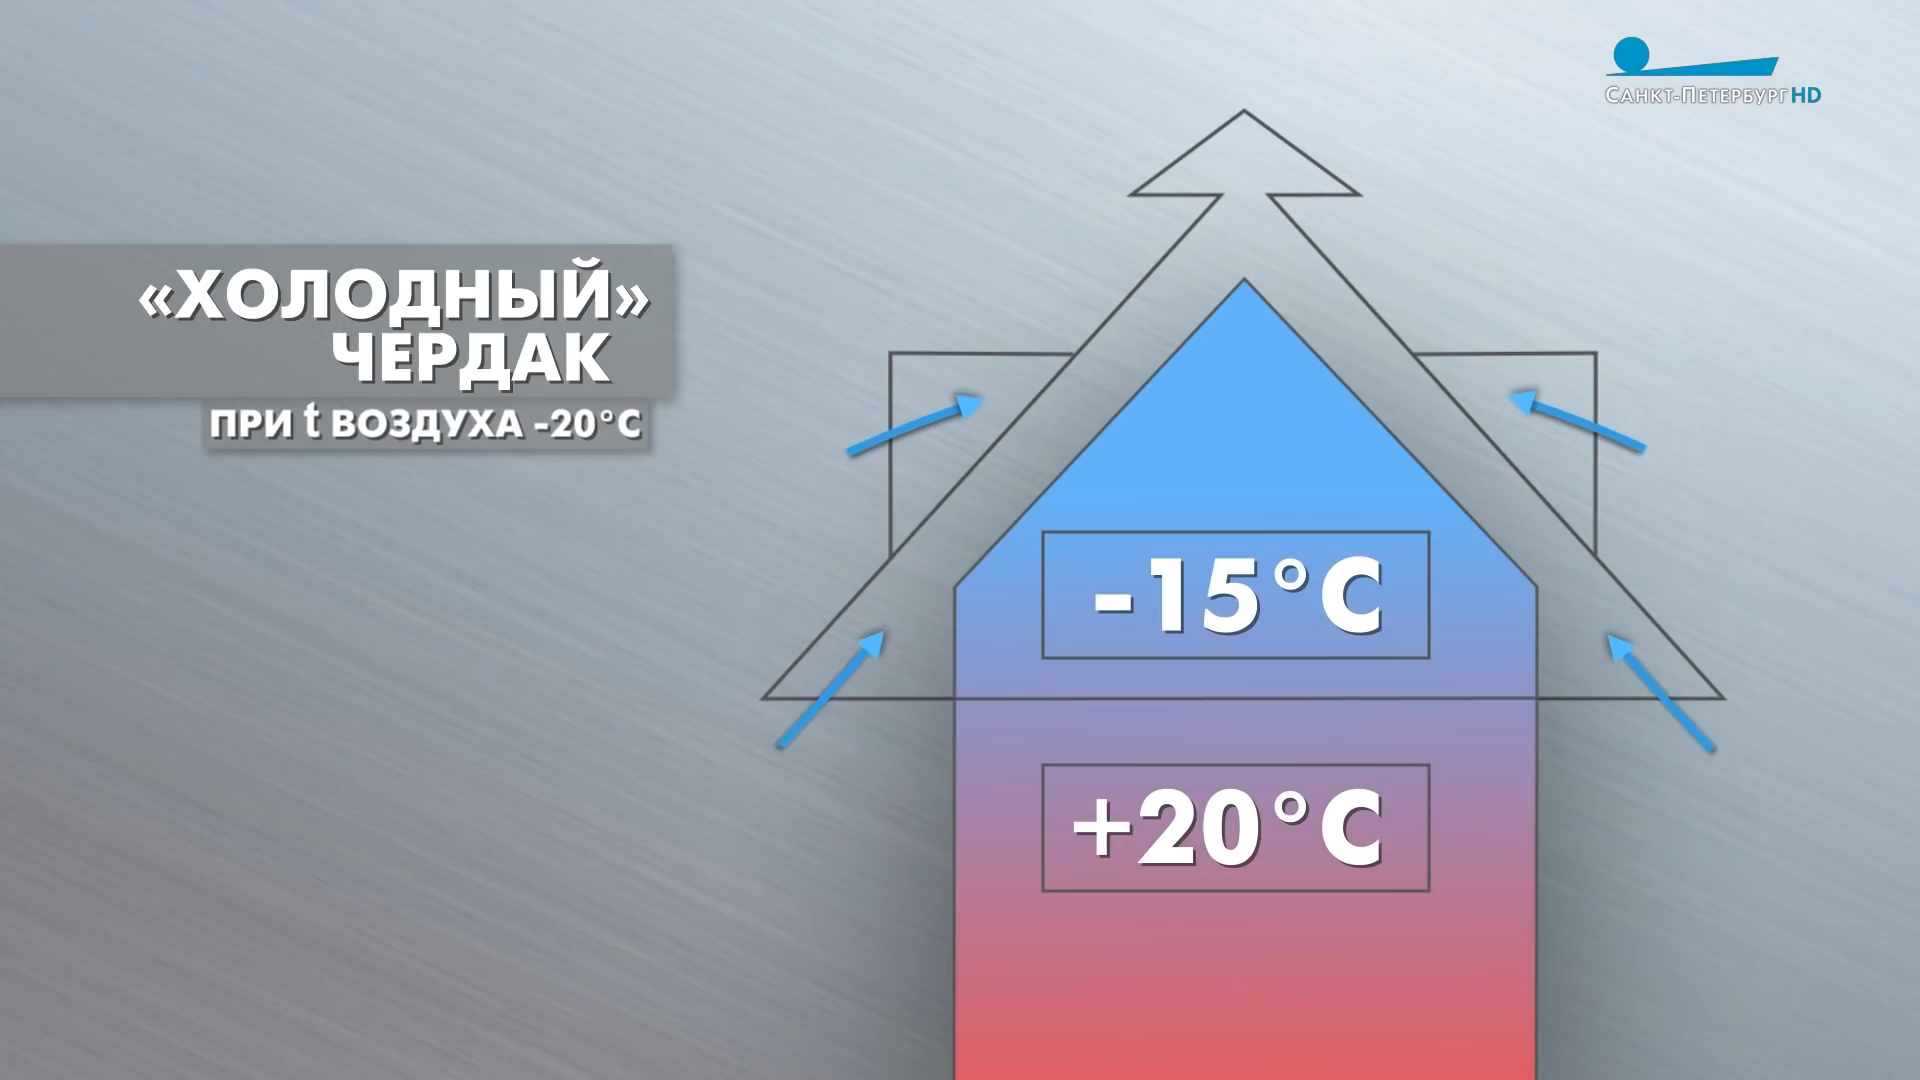 «ХОЛОДНЫЙ»
ЧЕРДАК
ПРИ t ВОЗДУХА -20°C
САНКТ-ПЕТЕРБУРГ HD
-15°C
+20°C